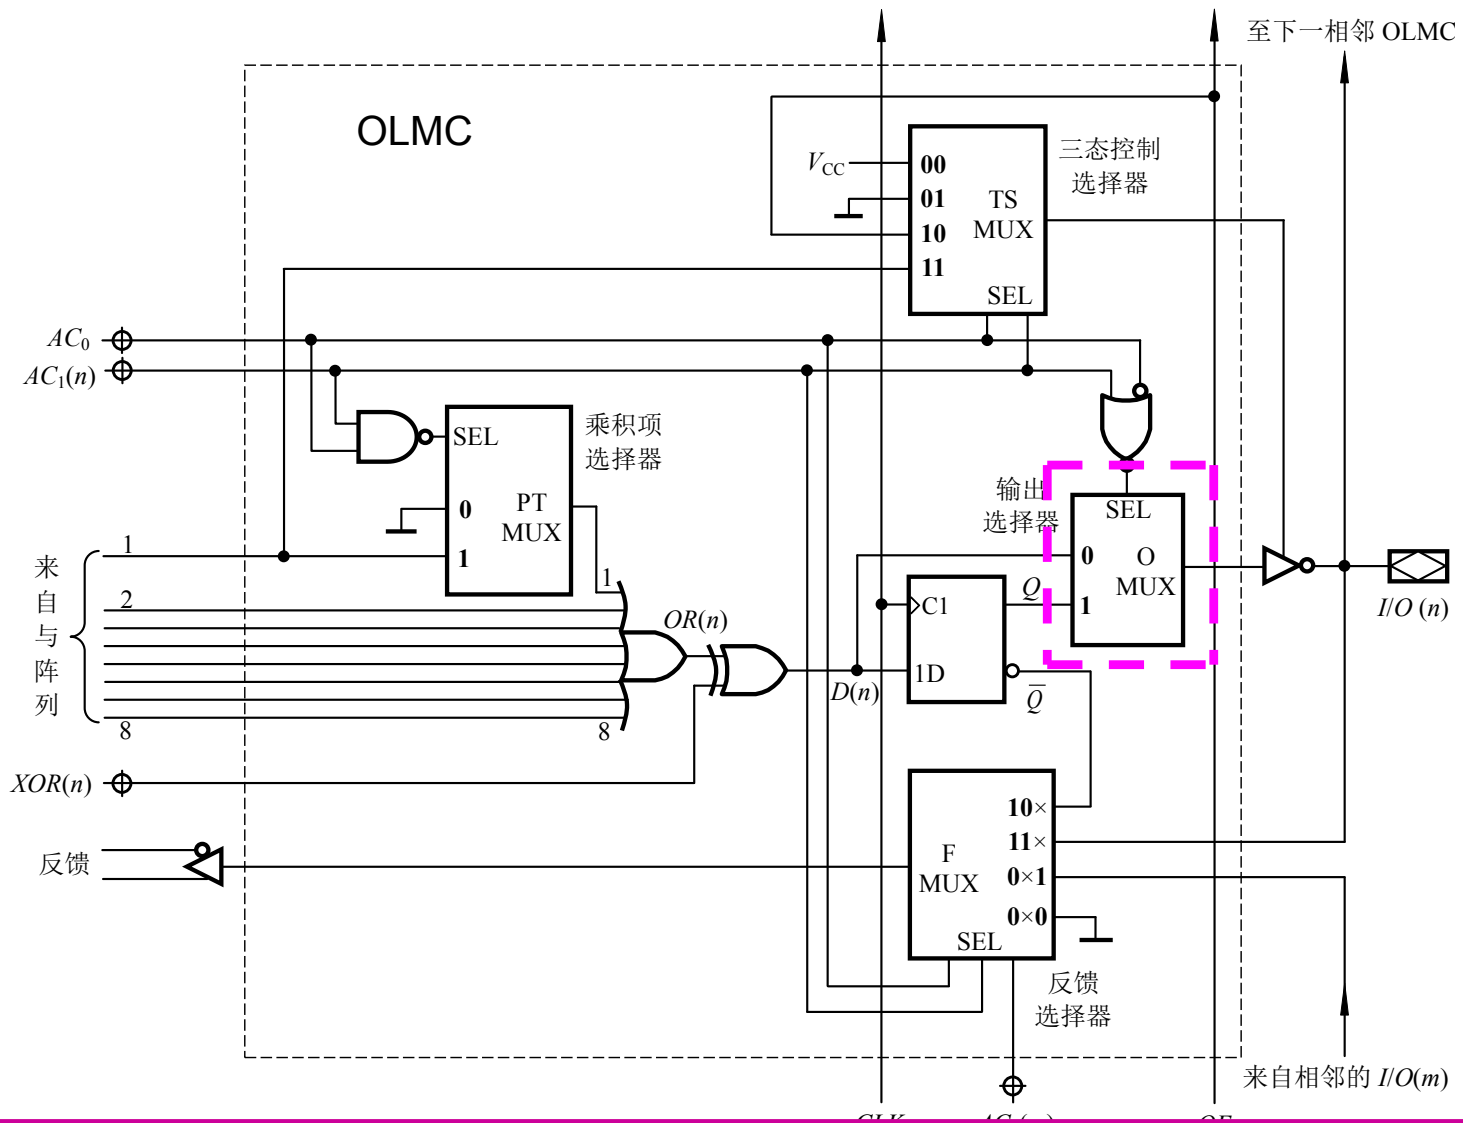 至下一相邻 OLMC
OLMC
三态控制
选择器
VCC
00
01
10
11
TS
MUX
SEL
AC0
AC1(n)
SEL
乘积项
选择器
0
PT
MUX
1
输出
选择器
SEL
0
O
MUX
1
I/O (n)
来
自
与
阵
列
1
2
8
1
8
OR(n)
D(n)
C1
1D
Q
Q̅
XOR(n)
反馈
F
MUX
10×
11×
0×1
0×0
SEL
反馈
选择器
来自相邻的 I/O(m)